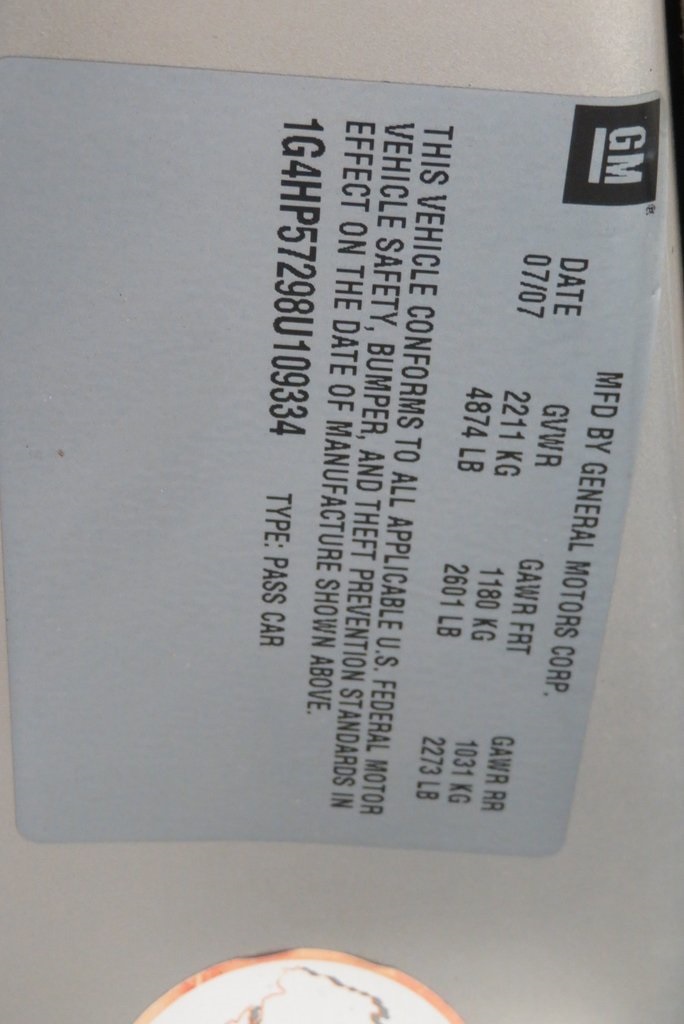 GM
MFD BY GENERAL MOTORS CORP.
DATE GVWR GAWR FRT GAWR RR
07/07 2211 KG 1180 KG 1031 KG
4874 LB 2601 LB 2273 LB
THIS VEHICLE CONFORMS TO ALL APPLICABLE U.S. FEDERAL MOTOR
VEHICLE SAFETY, BUMPER, AND THEFT PREVENTION STANDARDS IN
EFFECT ON THE DATE OF MANUFACTURE SHOWN ABOVE.
1G4HP57298U109334 TYPE: PASS CAR